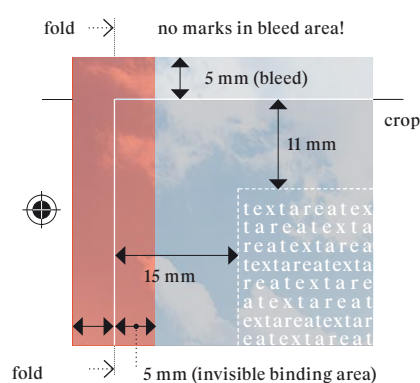 fold
no marks in bleed area!
5 mm (bleed)
crop
11 mm
textareatex
tareatexta
reatextarea
textareatexta
reatextare
atextareat
extareatextar
eatextarea
15 mm
fold
5 mm (invisible binding area)